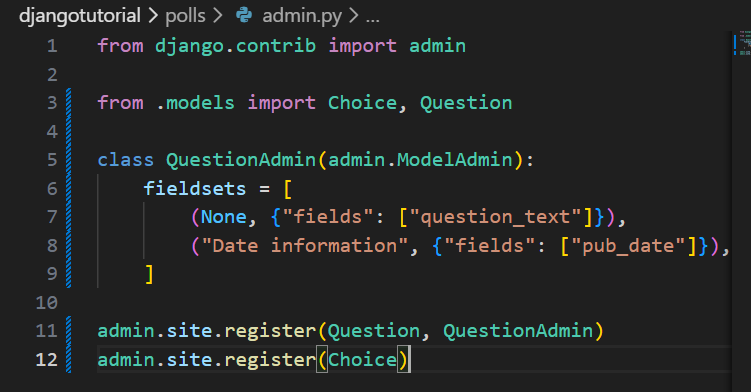 djangotutorial > polls > admin.py > ...
1 from django.contrib import admin
2
3 from .models import Choice, Question
4
5 class QuestionAdmin(admin.ModelAdmin):
6     fieldsets = [
7         (None, {"fields": ["question_text"]}),
8         ("Date information", {"fields": ["pub_date"]}),
9     ]
10
11 admin.site.register(Question, QuestionAdmin)
12 admin.site.register(Choice)